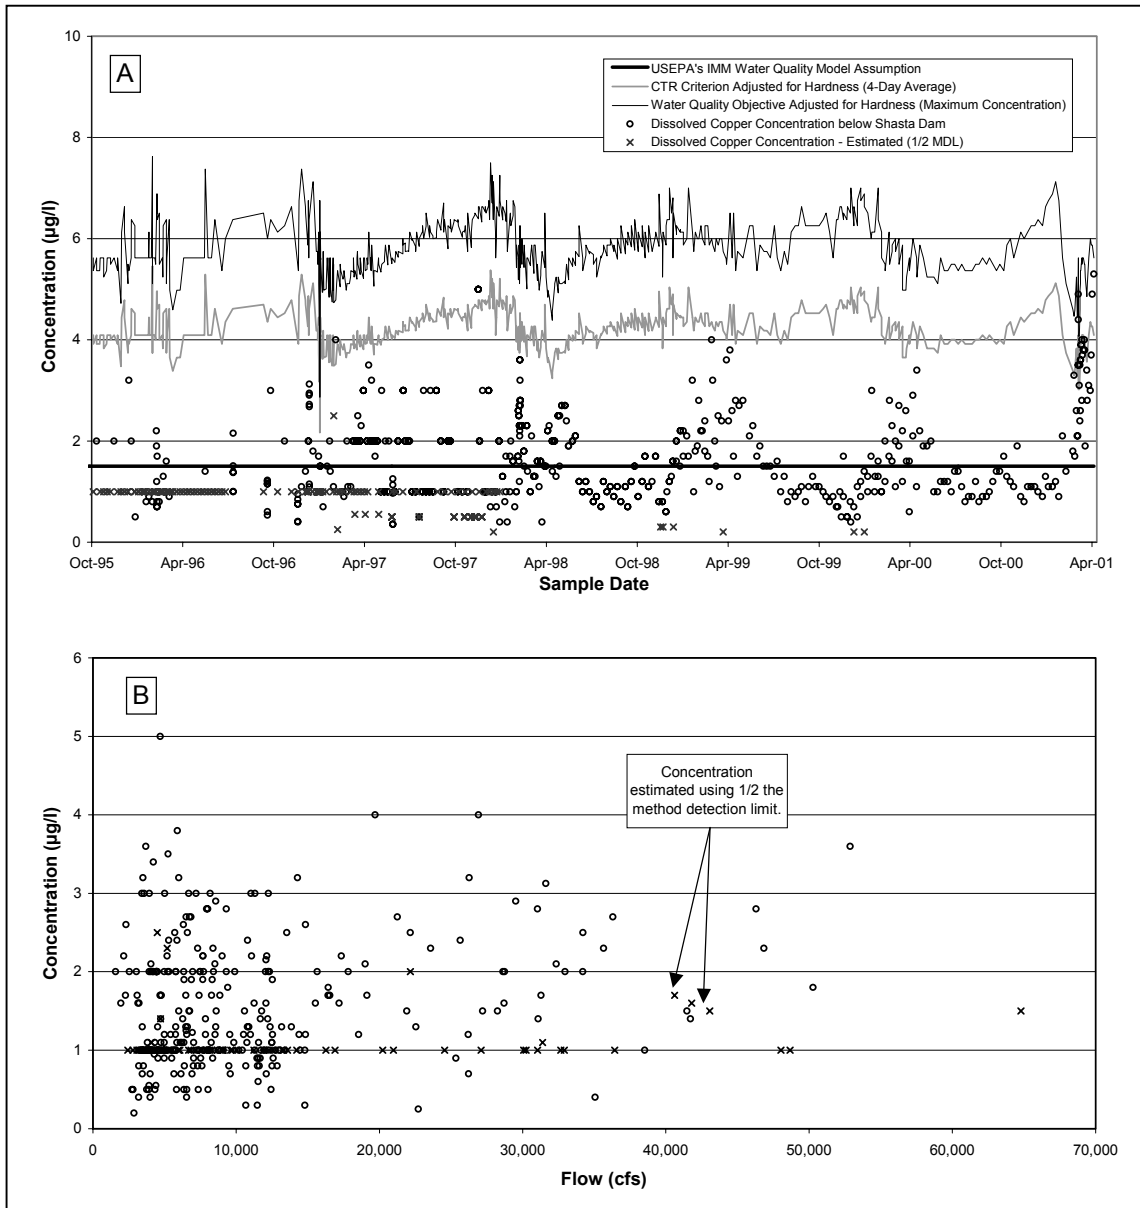 A
10
8
6
4
2
0
Concentration (µg/l)
USEPA's IMM Water Quality Model Assumption
CTR Criterion Adjusted for Hardness (4-Day Average)
Water Quality Objective Adjusted for Hardness (Maximum Concentration)
Dissolved Copper Concentration below Shasta Dam
Dissolved Copper Concentration - Estimated (1/2 MDL)
Oct-95 Apr-96 Oct-96 Apr-97 Oct-97 Apr-98 Oct-98 Apr-99 Oct-99 Apr-00 Oct-00 Apr-01
Sample Date
B
6
5
4
3
2
1
0
Concentration (µg/l)
Concentration
estimated using 1/2 the
method detection limit.
0 10,000 20,000 30,000 40,000 50,000 60,000 70,000
Flow (cfs)